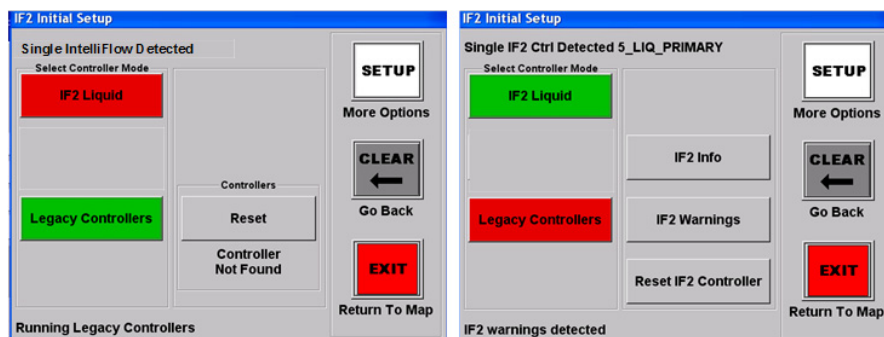 IF2 Initial Setup
Single IntelliFlow Detected
Select Controller Mode
IF2 Liquid
Legacy Controllers
Controllers
Reset
Controller
Not Found
SETUP
More Options
CLEAR
Go Back
EXIT
Return To Map
Running Legacy Controllers
IF2 Initial Setup
Single IF2 Ctrl Detected 5_LIQ_PRIMARY
Select Controller Mode
IF2 Liquid
Legacy Controllers
IF2 Info
IF2 Warnings
Reset IF2 Controller
SETUP
More Options
CLEAR
Go Back
EXIT
Return To Map
IF2 warnings detected